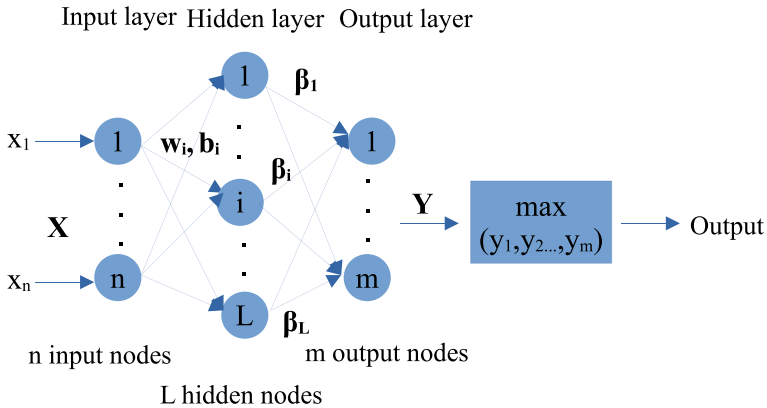 Input layer Hidden layer Output layer
1
β₁
x₁
1
wᵢ, bᵢ
1
βᵢ
i
X
Y
max
(y₁,y₂...,yₘ)
Output
xₙ
n
m
L
β_L
n input nodes
m output nodes
L hidden nodes